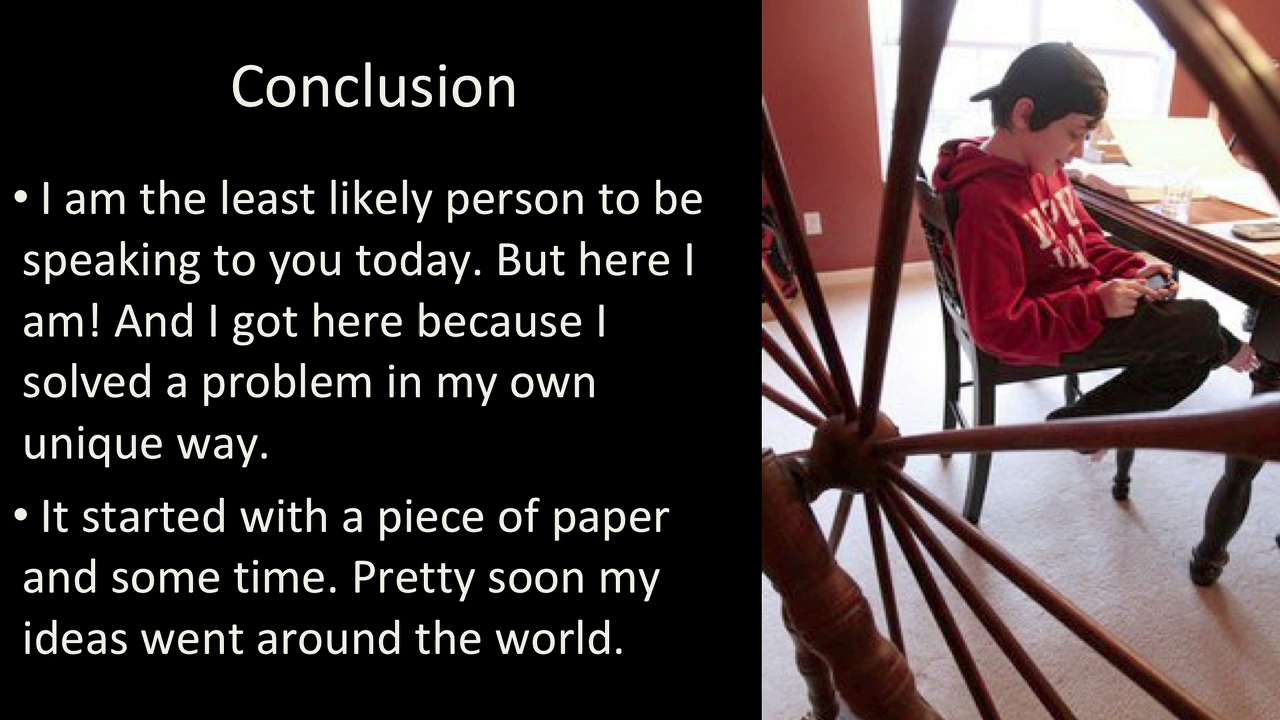 Conclusion
• I am the least likely person to be
speaking to you today. But here I
am! And I got here because I
solved a problem in my own
unique way.
• It started with a piece of paper
and some time. Pretty soon my
ideas went around the world.